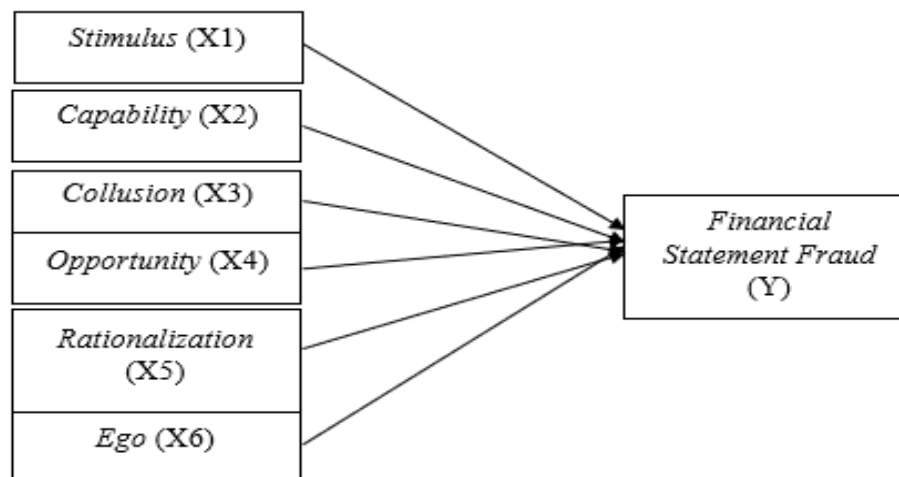 Stimulus (X1)
Capability (X2)
Collusion (X3)
Opportunity (X4)
Rationalization
(X5)
Ego (X6)
Financial
Statement Fraud
(Y)